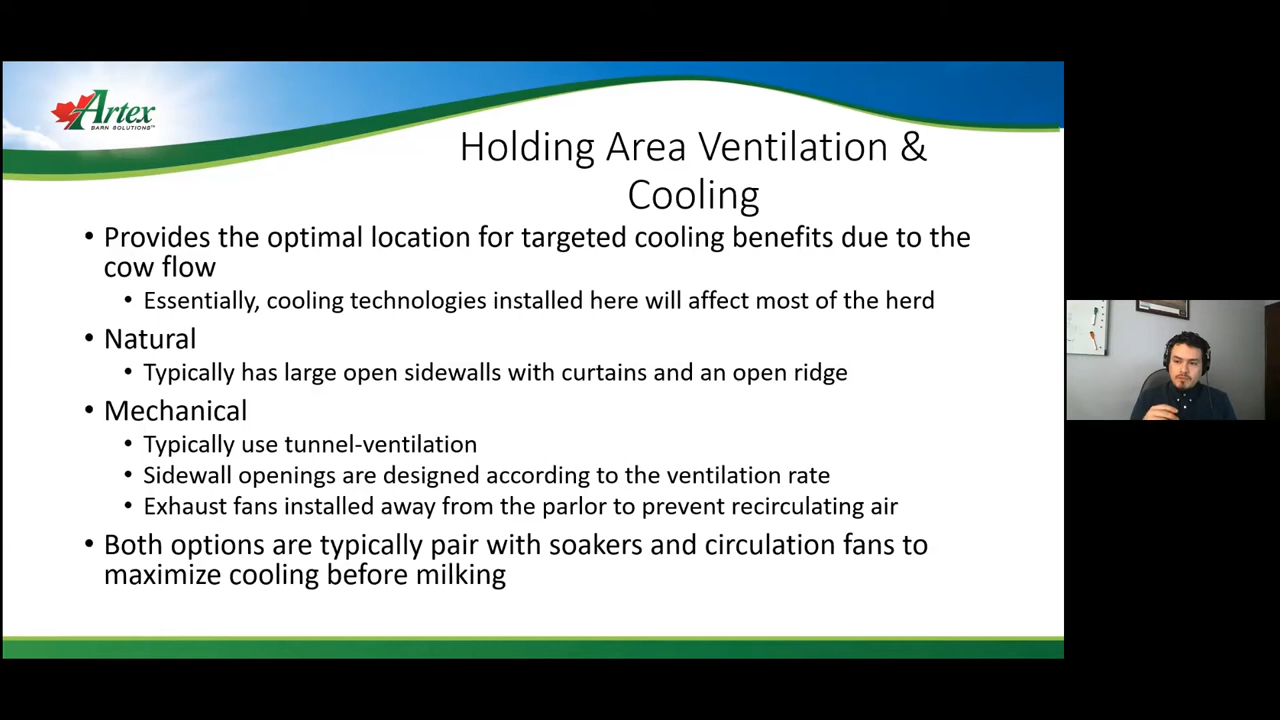 Artex
BARN SOLUTIONS™
Holding Area Ventilation &
Cooling
• Provides the optimal location for targeted cooling benefits due to the
cow flow
• Essentially, cooling technologies installed here will affect most of the herd
• Natural
• Typically has large open sidewalls with curtains and an open ridge
• Mechanical
• Typically use tunnel-ventilation
• Sidewall openings are designed according to the ventilation rate
• Exhaust fans installed away from the parlor to prevent recirculating air
• Both options are typically pair with soakers and circulation fans to
maximize cooling before milking